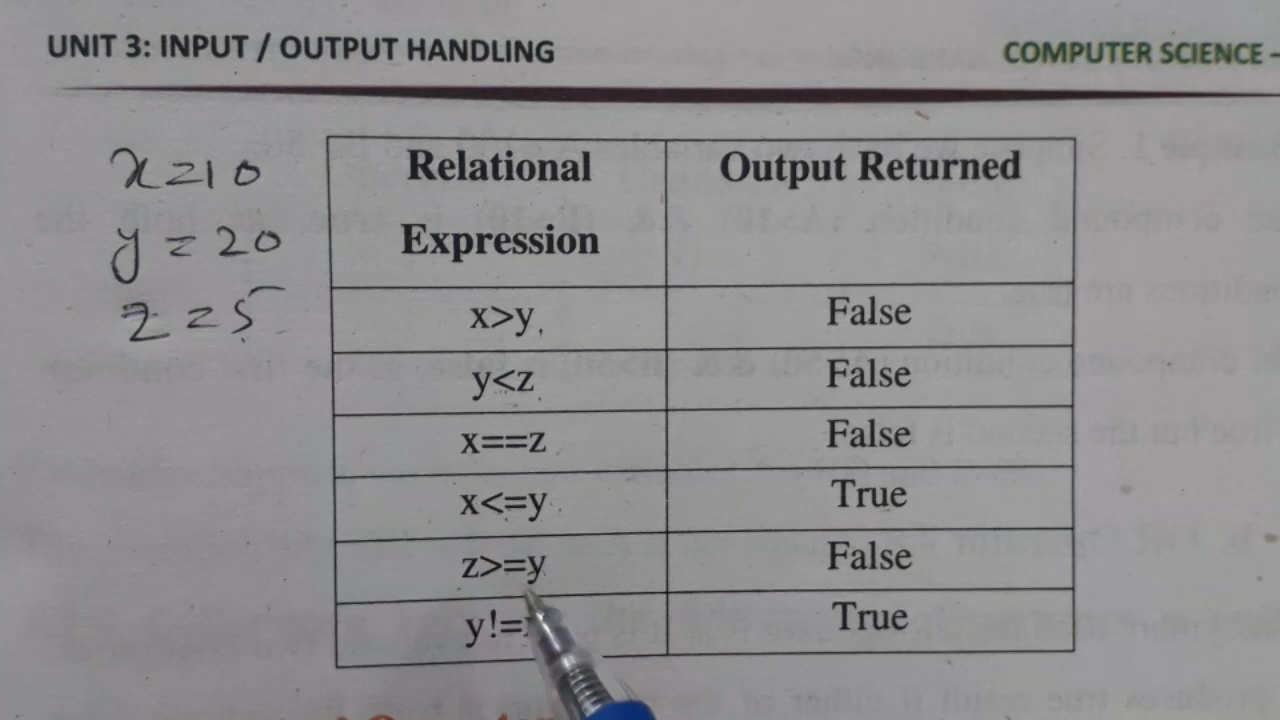 UNIT 3: INPUT / OUTPUT HANDLING COMPUTER SCIENCE -
x=10
y=20
z=5
Relational Output Returned
Expression
x>y False
y<z False
x==z False
x<=y True
z>=y False
y!= True